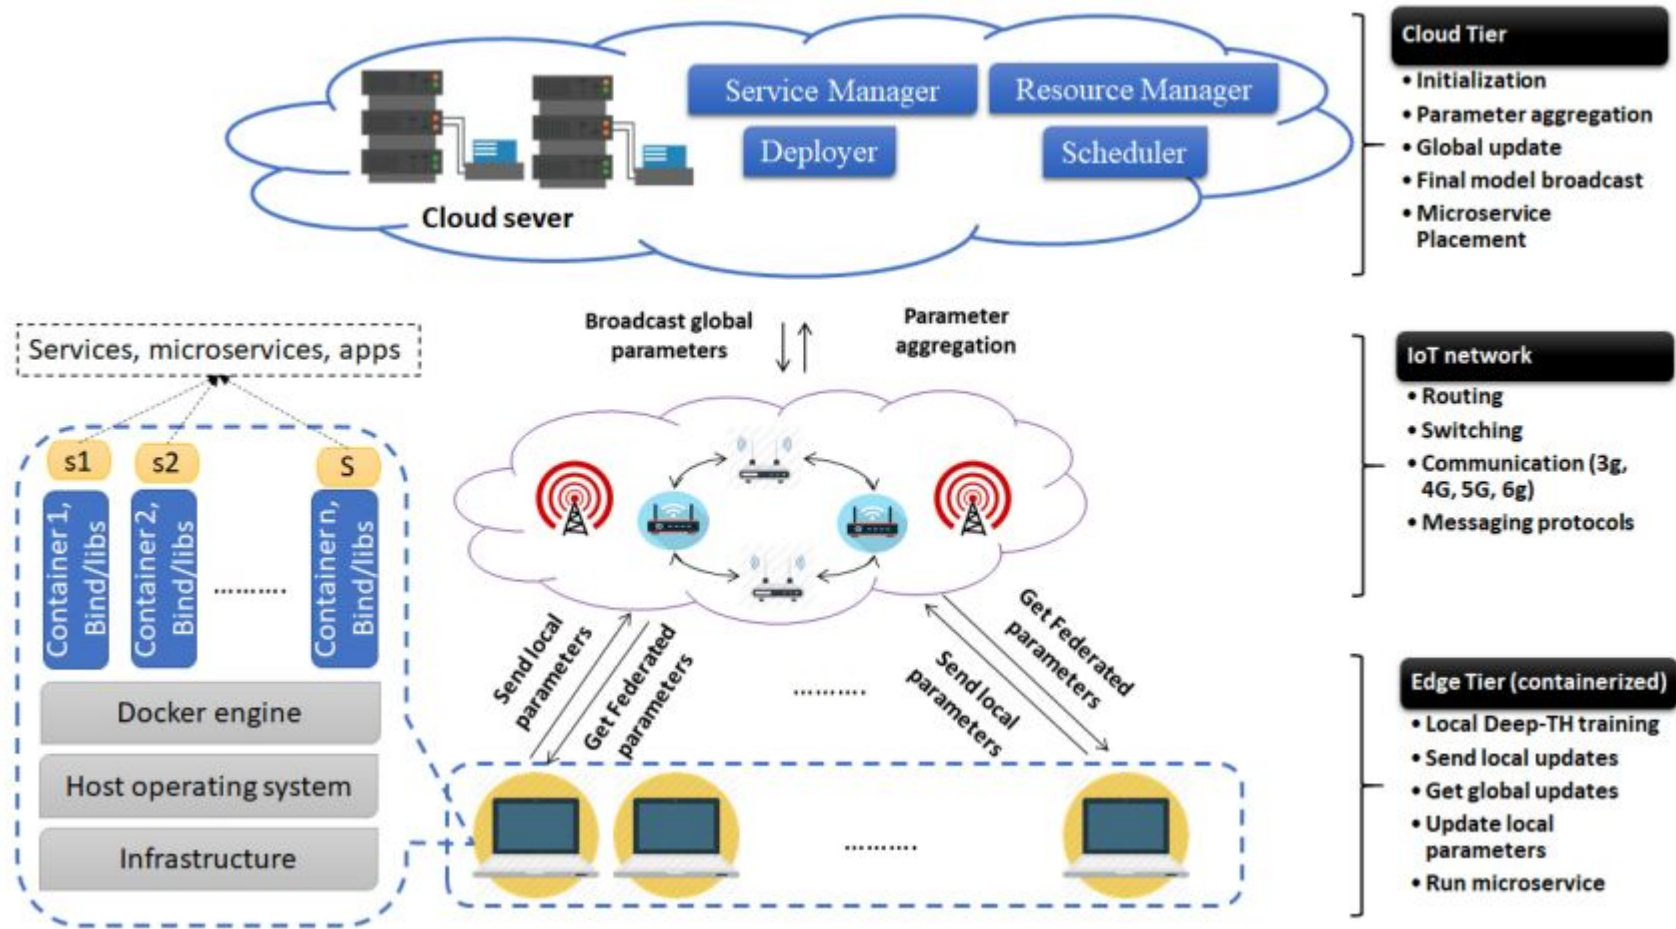 Service Manager
Resource Manager
Deployer
Scheduler
Cloud sever
Cloud Tier
• Initialization
• Parameter aggregation
• Global update
• Final model broadcast
• Microservice
Placement
Broadcast global
parameters
Parameter
aggregation
IoT network
• Routing
• Switching
• Communication (3g,
4G, 5G, 6g)
• Messaging protocols
Services, microservices, apps
s1
s2
S
Container 1,
Bind/libs
Container 2,
Bind/libs
..........
Container n,
Bind/libs
Docker engine
Host operating system
Infrastructure
Send local
parameters
Get Federated
parameters
..........
Send local
parameters
Get Federated
parameters
..........
Edge Tier (containerized)
• Local Deep-TH training
• Send local updates
• Get global updates
• Update local
parameters
• Run microservice